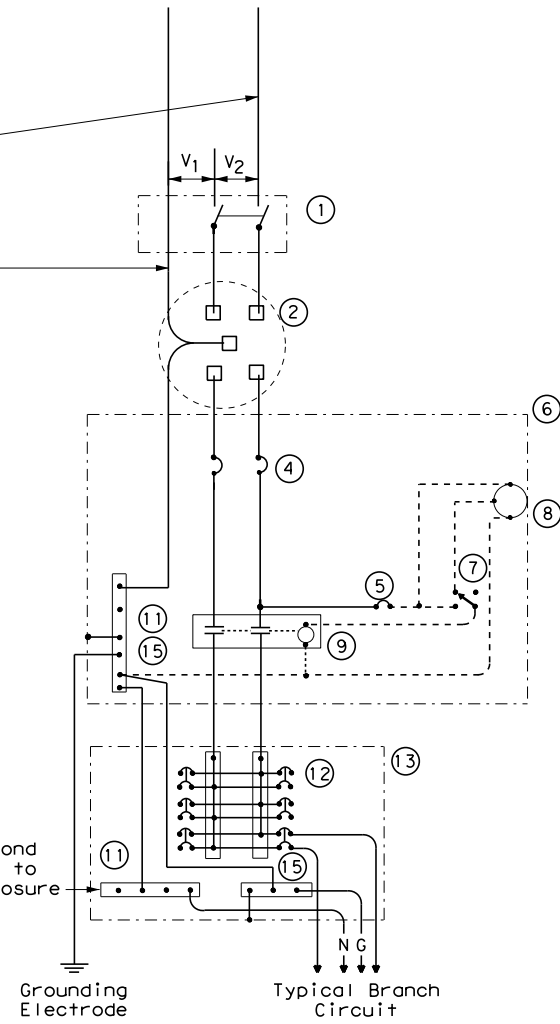 V1 V2
1
2
6
4
8
7
5
11
15
9
13
12
11
15
ond
to
osure
N G
Grounding
Electrode
Typical Branch
Circuit